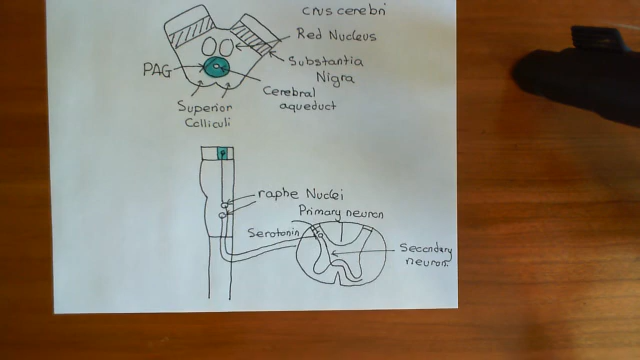 crus cerebri
Red Nucleus
Substantia
Nigra
PAG
Cerebral
aqueduct
Superior
Colliculi
raphe Nuclei
Primary neuron
Serotonin
Secondary
neuron.